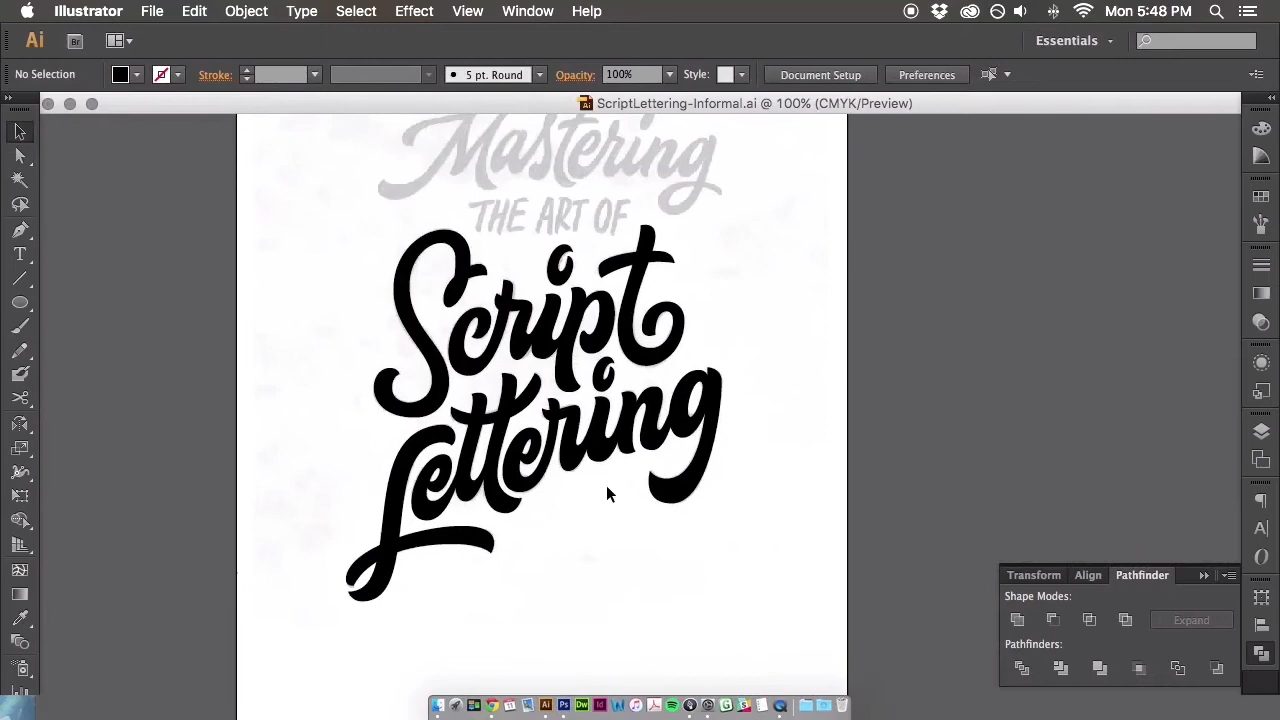 Illustrator File Edit Object Type Select Effect View Window Help Mon 5:48 PM
Ai Br Essentials
No Selection Stroke: 5 pt. Round Opacity: 100% Style: Document Setup Preferences
ScriptLettering-Informal.ai @ 100% (CMYK/Preview)
Mastering
THE ART OF
Script
Lettering
Transform Align Pathfinder
Shape Modes:
Expand
Pathfinders: